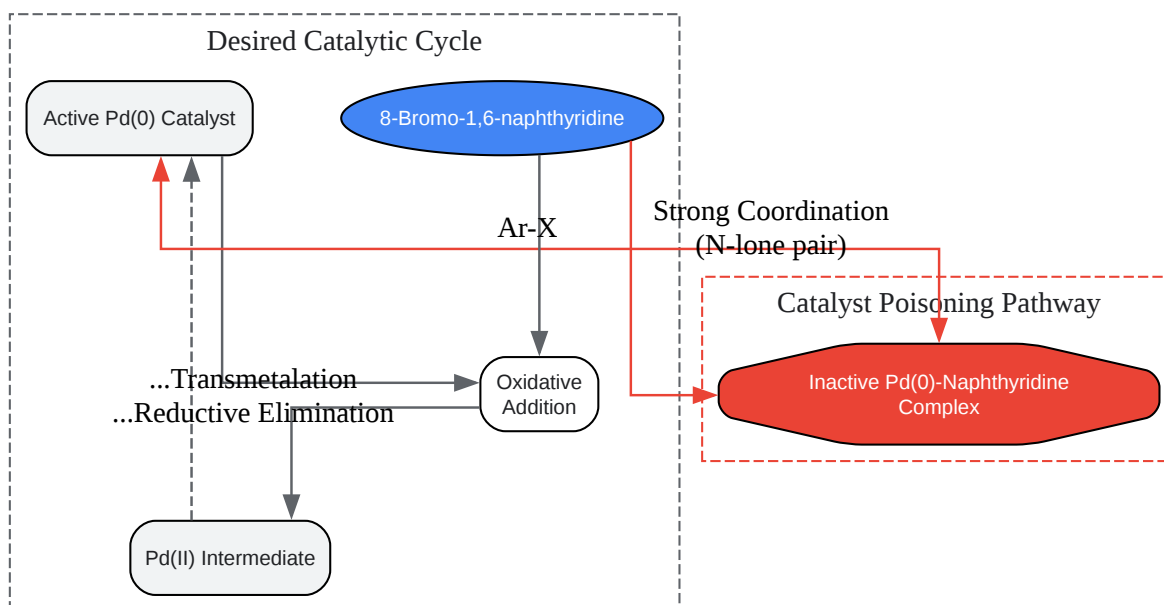 Desired Catalytic Cycle
Active Pd(0) Catalyst
8-Bromo-1,6-naphthyridine
Ar-X
Strong Coordination
(N-lone pair)
Catalyst Poisoning Pathway
...Transmetalation
...Reductive Elimination
Oxidative
Addition
Inactive Pd(0)-Naphthyridine
Complex
Pd(II) Intermediate